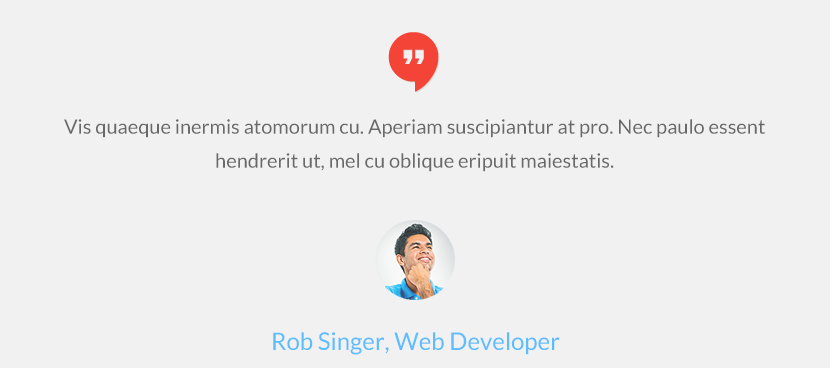 Vis quaeque inermis atomorum cu. Aperiam suscipiantur at pro. Nec paulo essent
hendrerit ut, mel cu oblique eripuit maiestatis.
Rob Singer, Web Developer